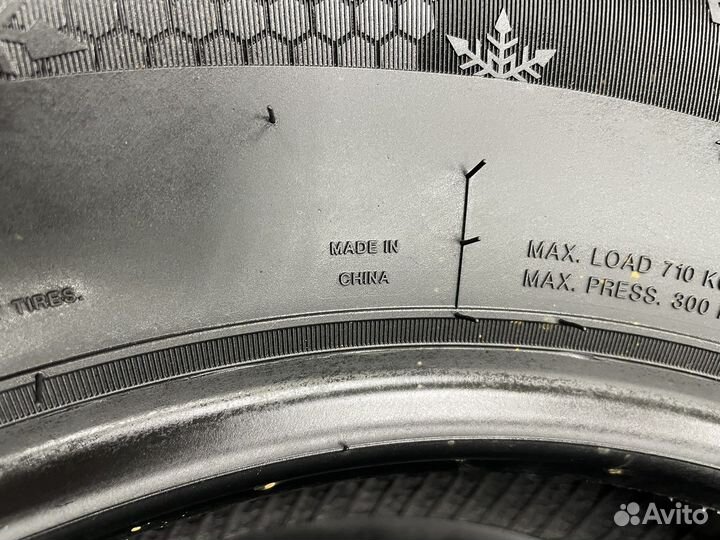 MADE IN
CHINA
MAX. LOAD 710
MAX. PRESS. 300
TIRES.
Avito